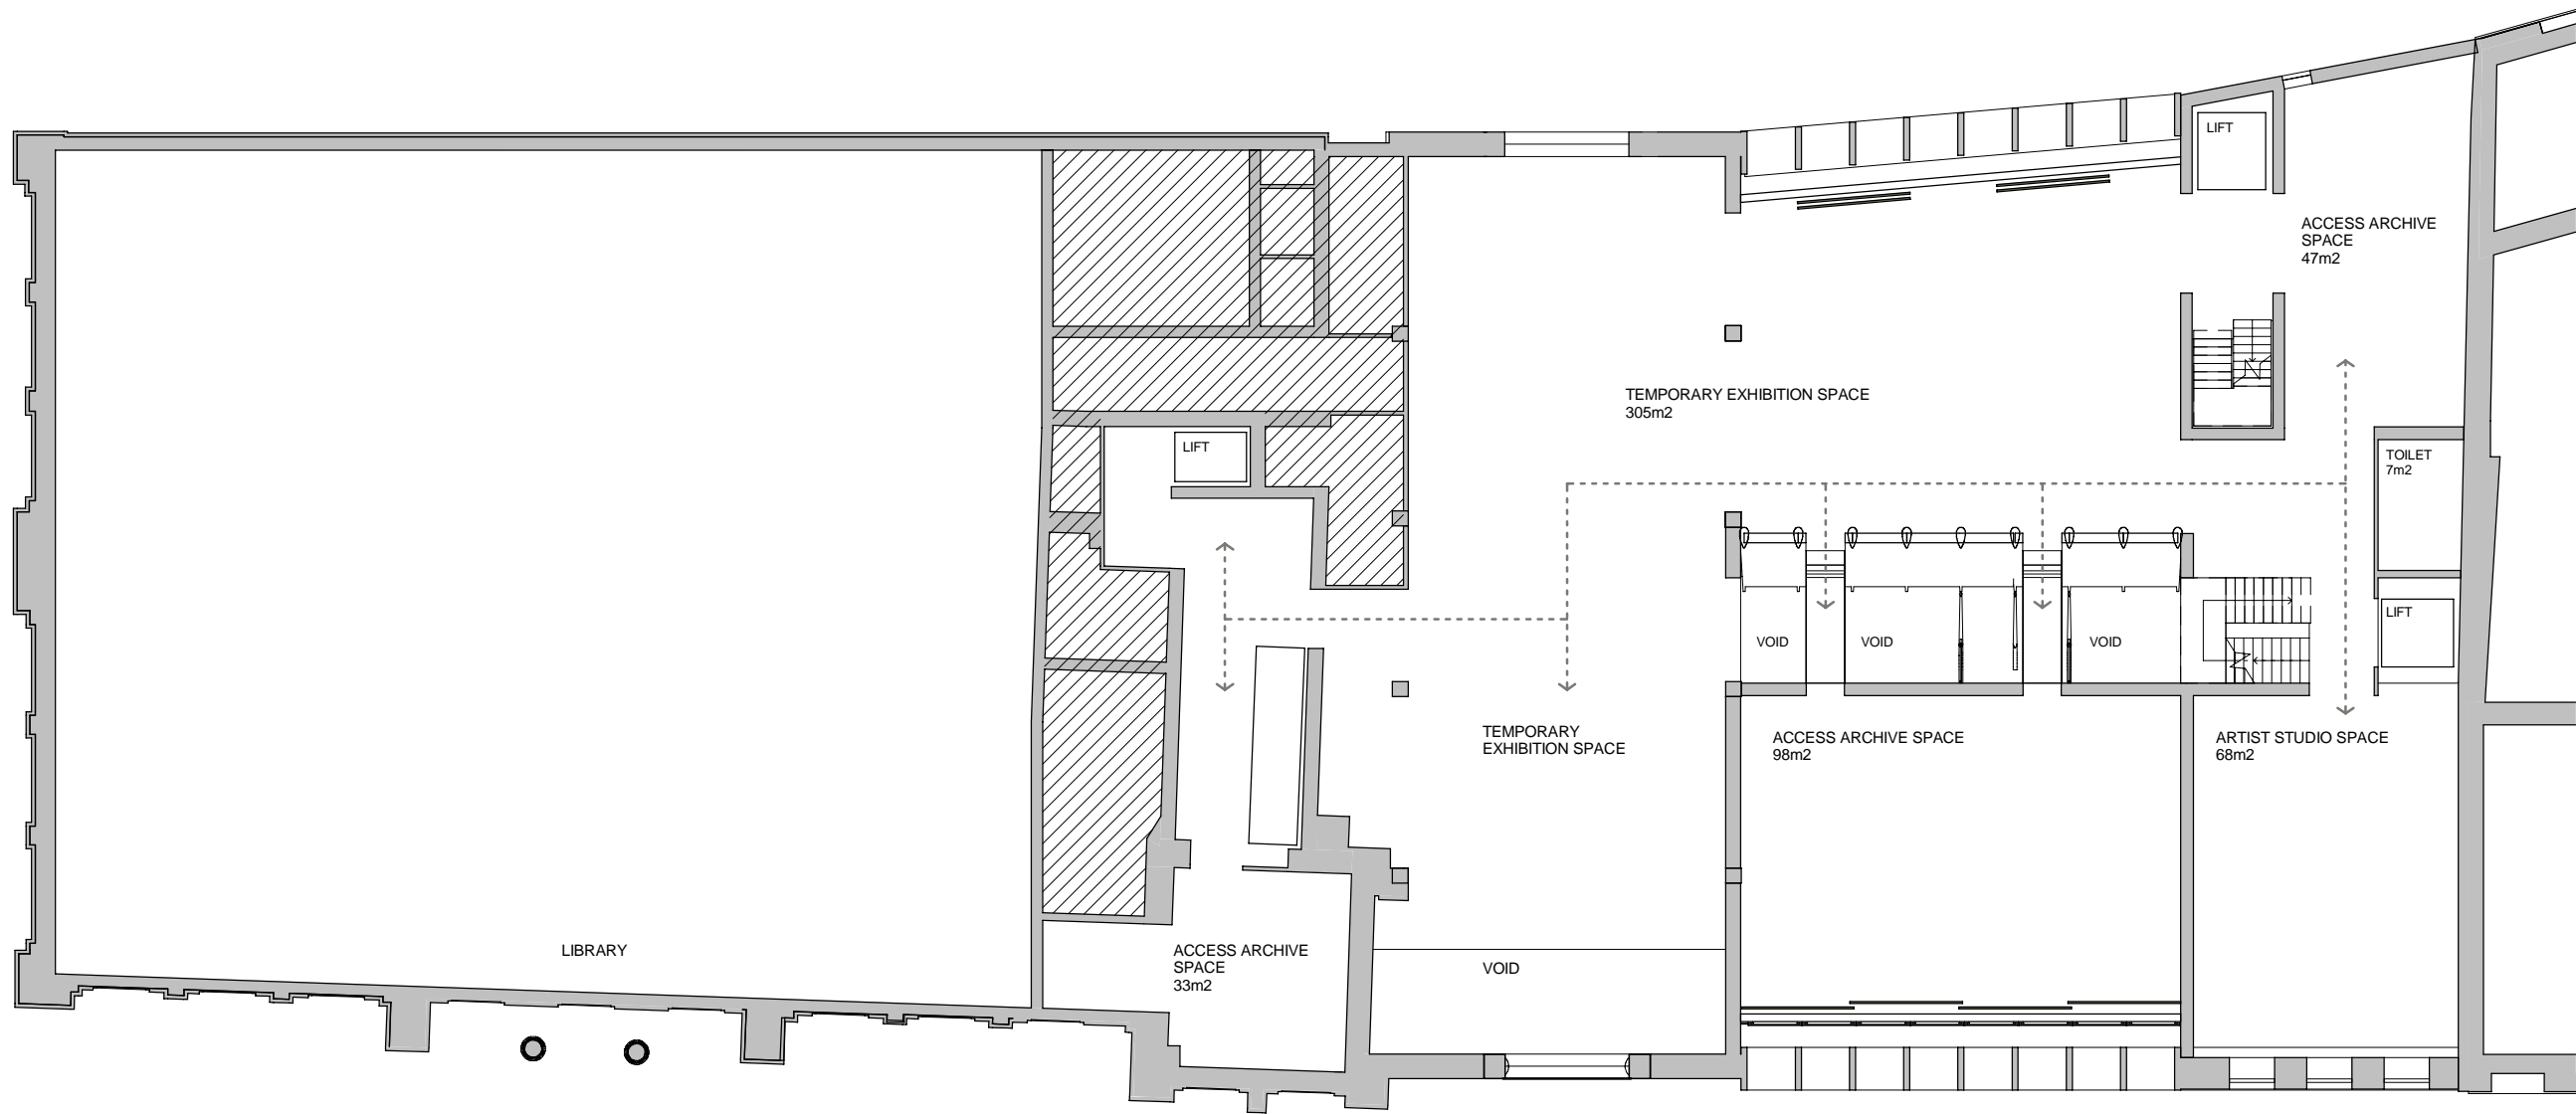 LIFT
ACCESS ARCHIVE
SPACE
47m2
TEMPORARY EXHIBITION SPACE
305m2
LIFT
TOILET
7m2
LIFT
VOID
VOID
VOID
TEMPORARY
EXHIBITION SPACE
ACCESS ARCHIVE SPACE
98m2
ARTIST STUDIO SPACE
68m2
LIBRARY
ACCESS ARCHIVE
SPACE
33m2
VOID